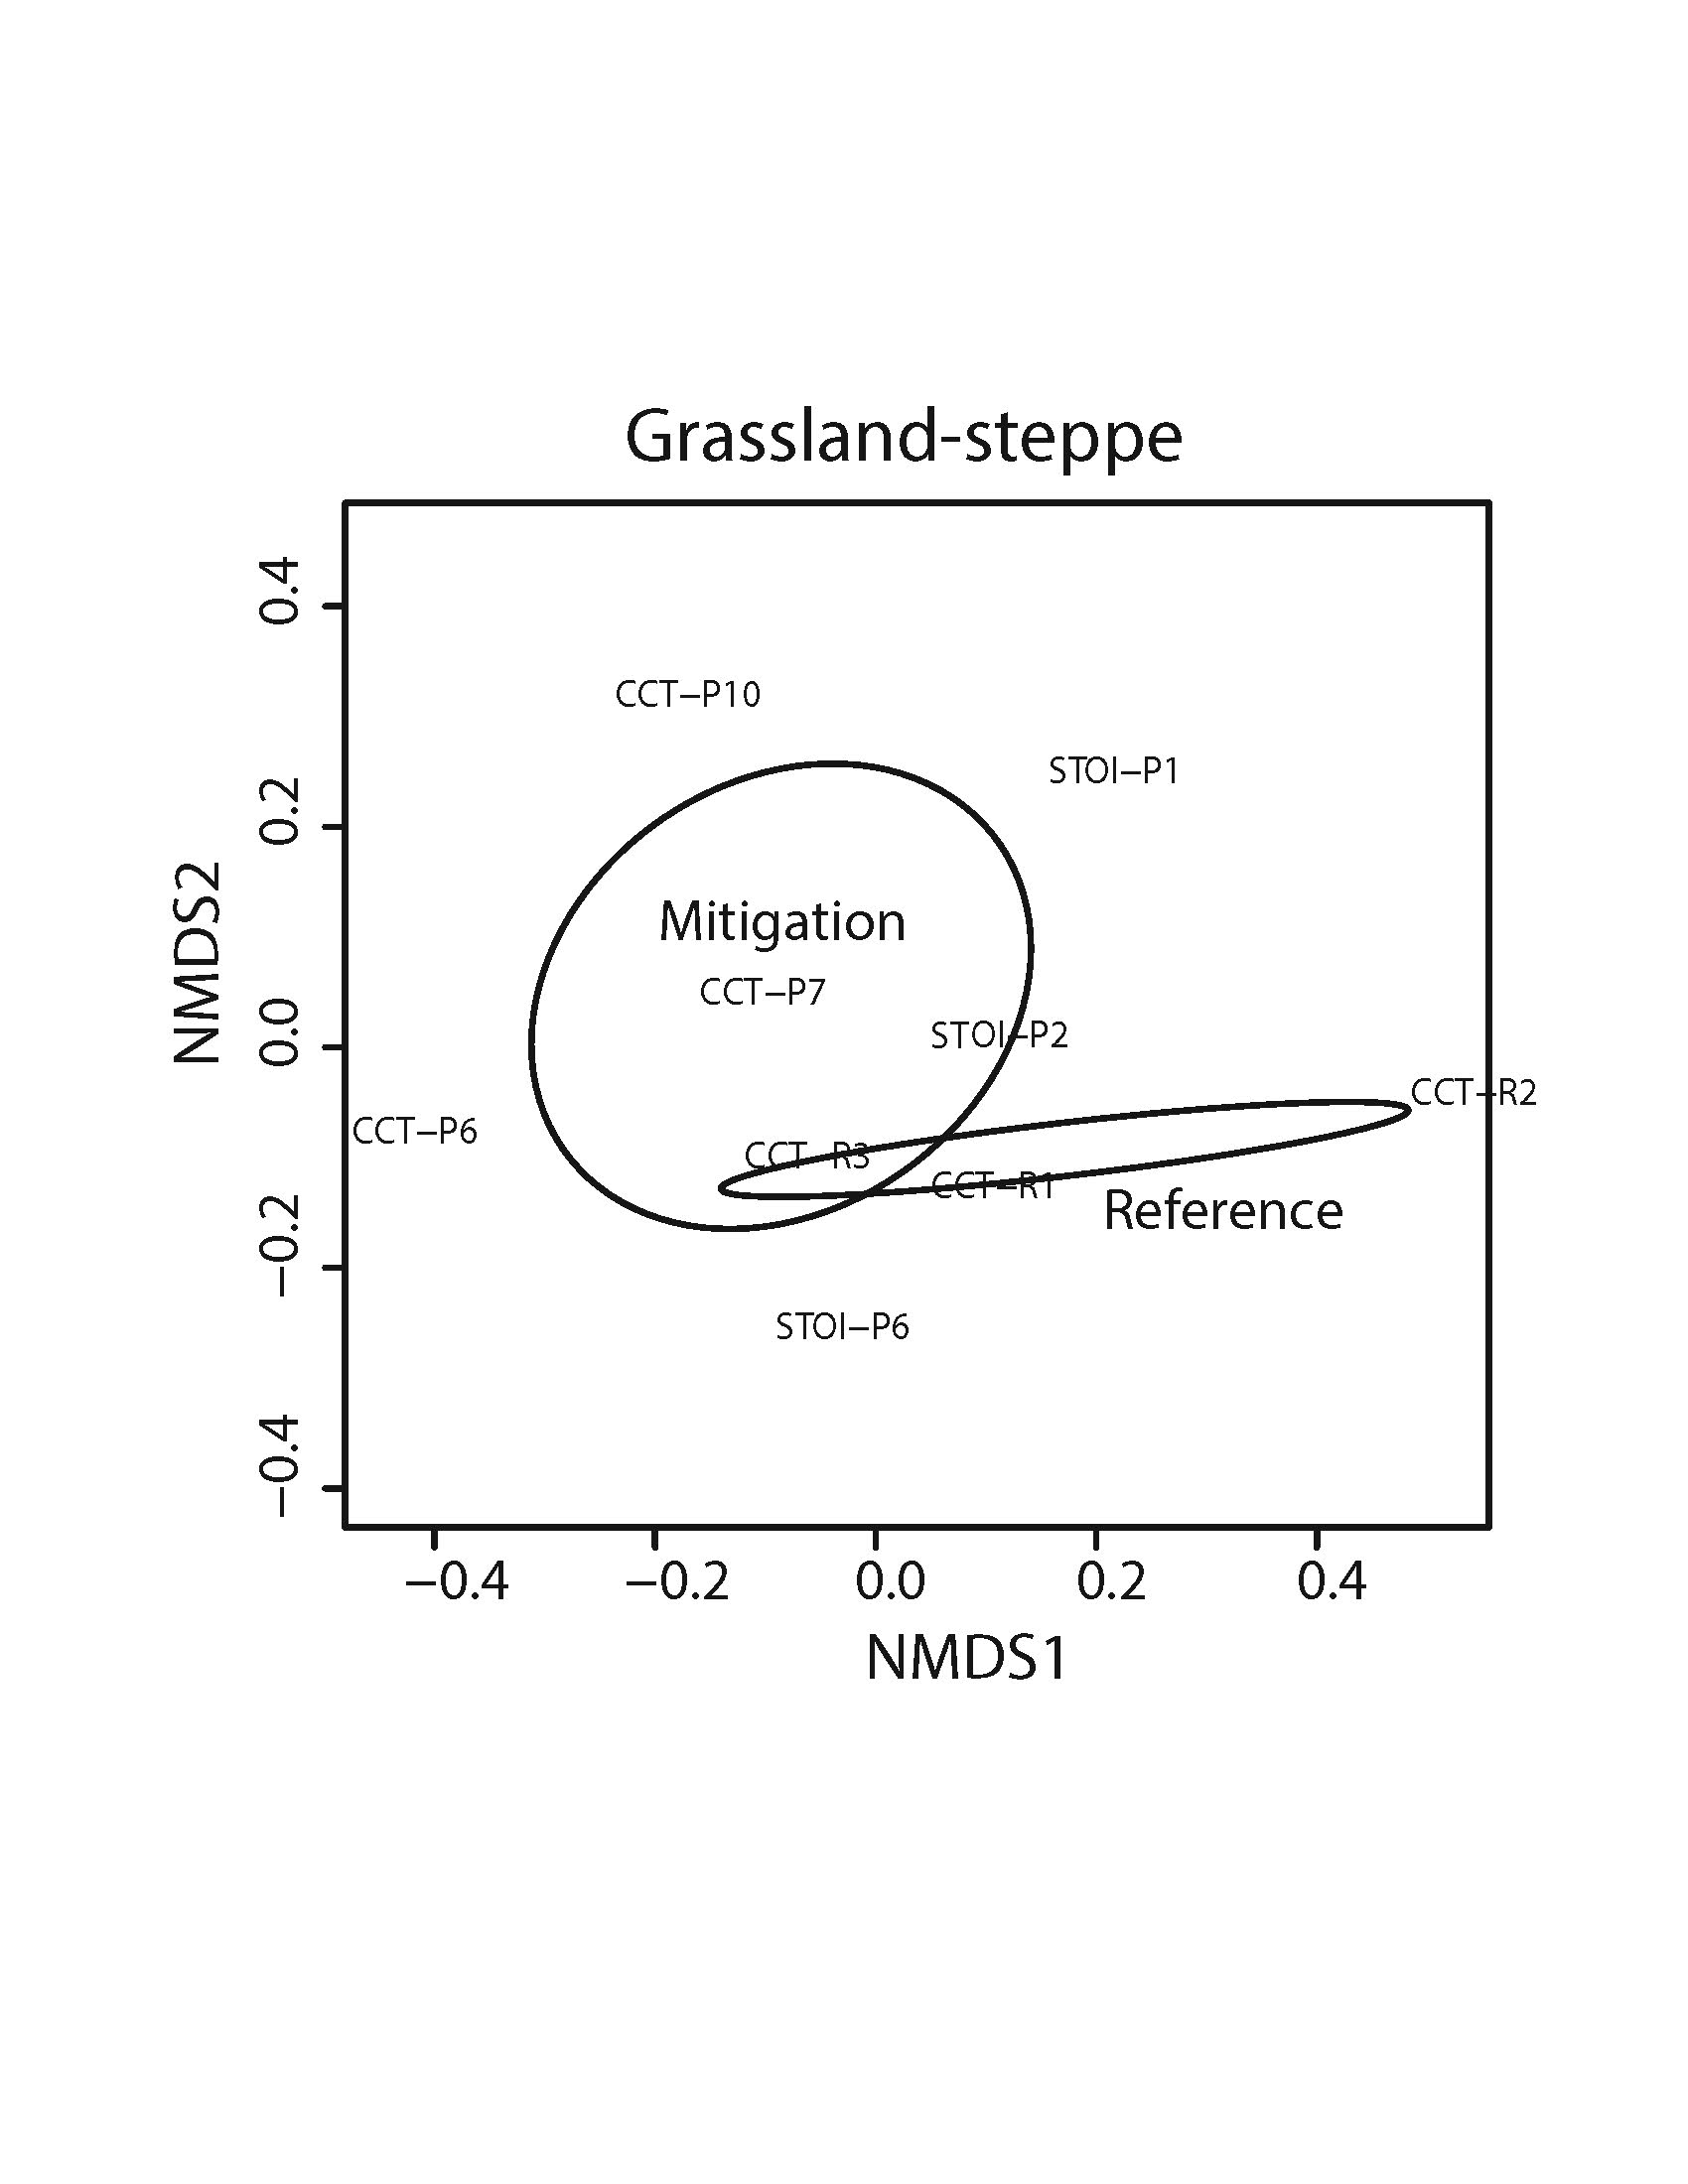 Grassland-steppe
NMDS2
0.4
0.2
0.0
−0.2
−0.4
CCT−P10
STOI−P1
Mitigation
CCT−P7
STOI−P2
CCT−R2
CCT−P6
CCT−R3
CCT−R1
Reference
STOI−P6
−0.4 −0.2 0.0 0.2 0.4
NMDS1